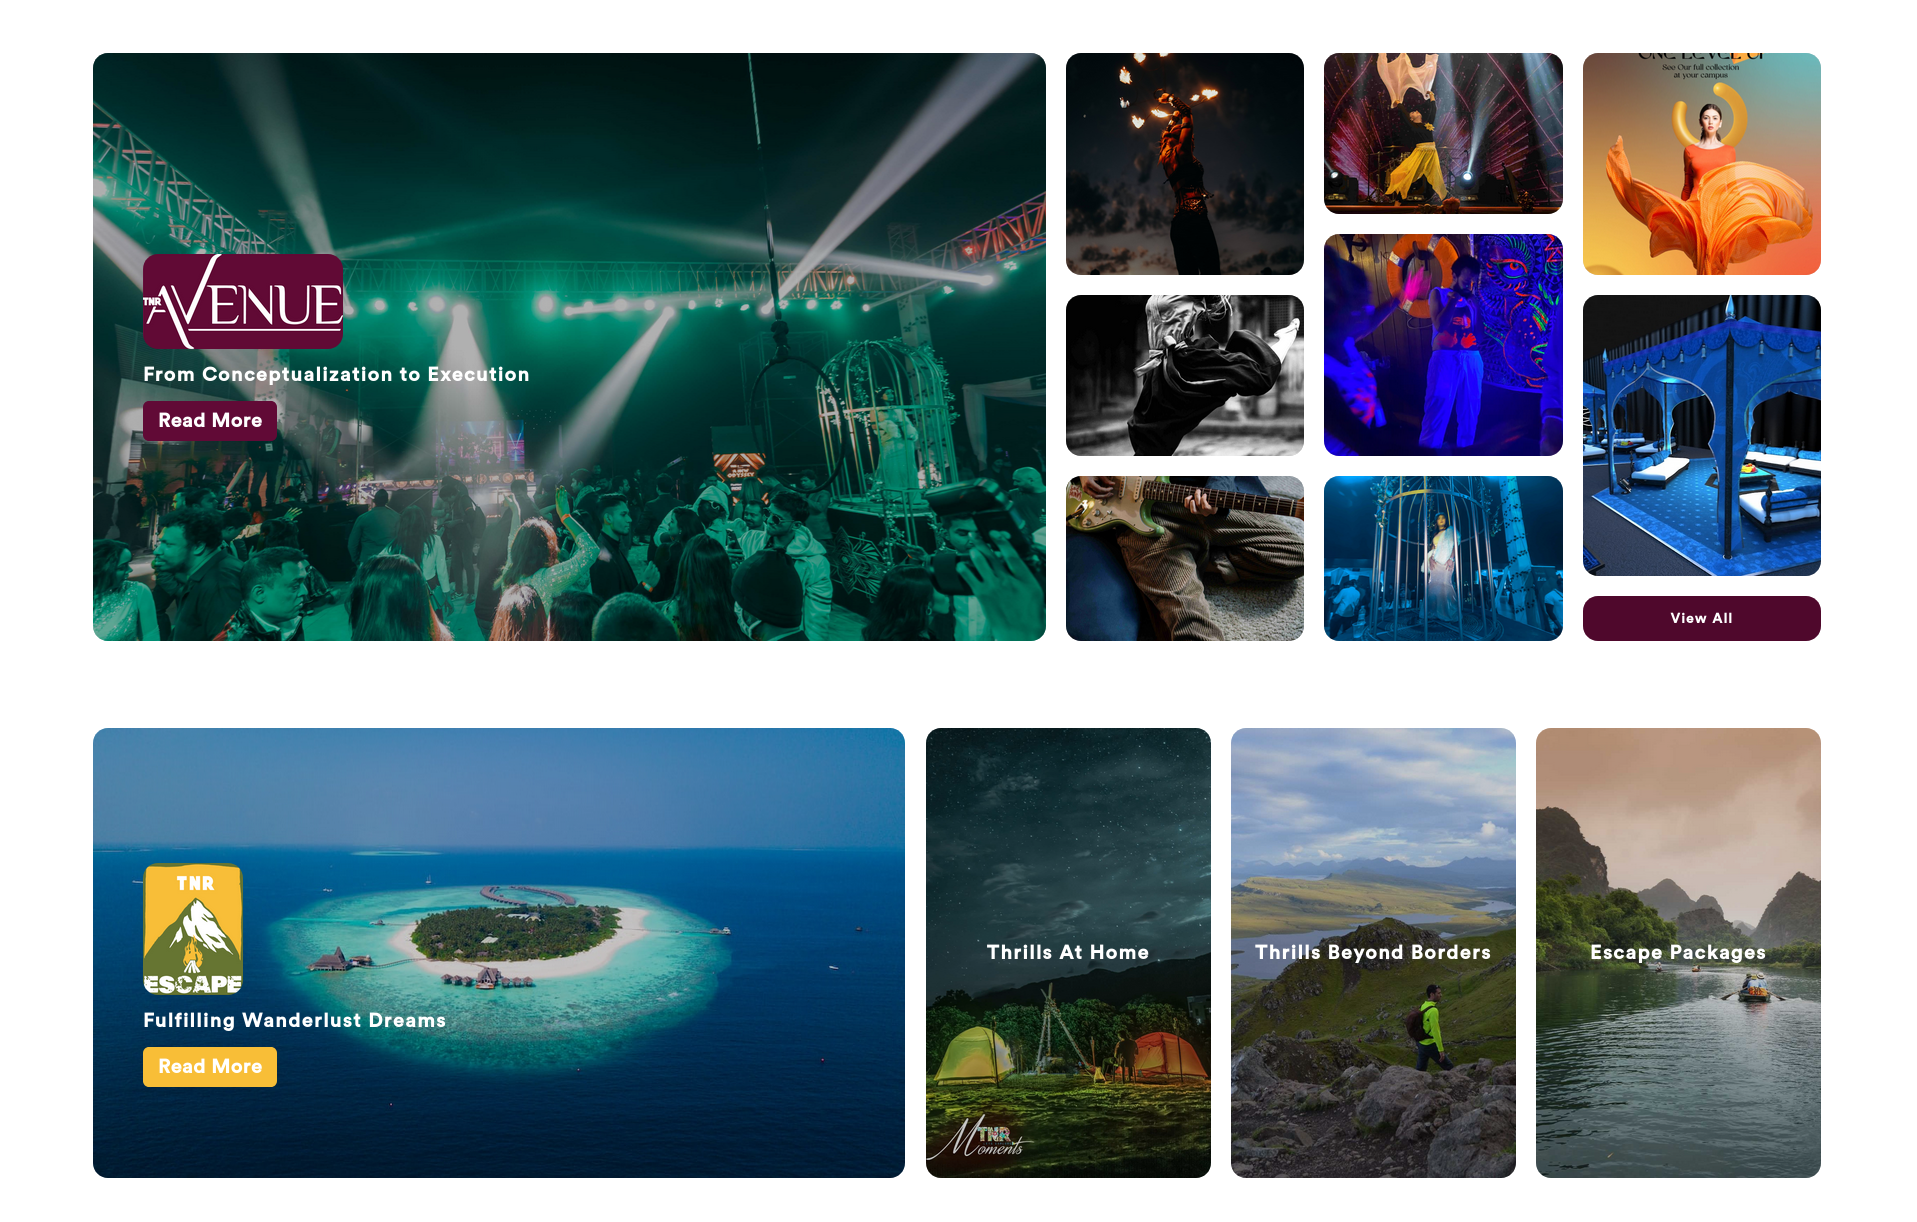 TNR
AVENUE
From Conceptualization to Execution
Read More
See Our full collection
at your campus
View All
TNR
ESCAPE
Fulfilling Wanderlust Dreams
Read More
Thrills At Home
TNR
Moments
Thrills Beyond Borders
Escape Packages